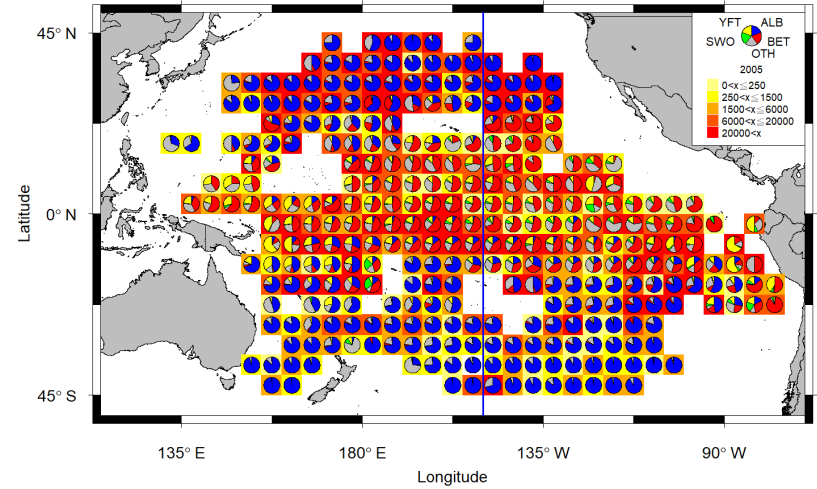 45° N
0° N
45° S
Latitude
YFT ALB
SWO BET
OTH
2005
0<x≦250
250<x≦1500
1500<x≦6000
6000<x≦20000
20000<x
135° E 180° E 135° W 90° W
Longitude